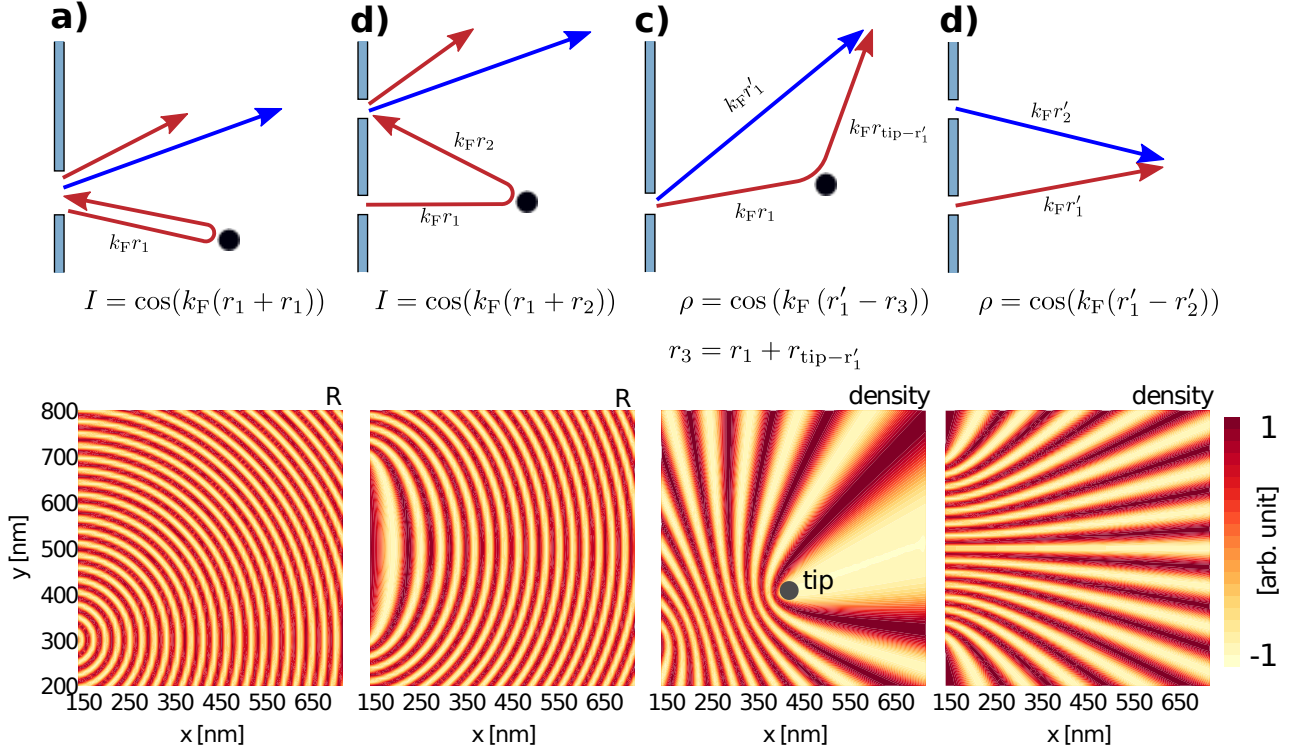 a)
d)
c)
d)
k_F r_1
k_F r_2
k_F r_1
k_F r'_1
k_F r_{tip−r'_1}
k_F r_1
k_F r'_2
k_F r'_1
I = cos(k_F(r_1 + r_1))
I = cos(k_F(r_1 + r_2))
ρ = cos (k_F (r'_1 − r_3))
ρ = cos(k_F(r'_1 − r'_2))
r_3 = r_1 + r_{tip−r'_1}
R
R
density
density
800
700
600
500
400
300
200
y [nm]
tip
1
-1
[arb. unit]
150 250 350 450 550 650
150 250 350 450 550 650
150 250 350 450 550 650
150 250 350 450 550 650
x [nm]
x [nm]
x [nm]
x [nm]